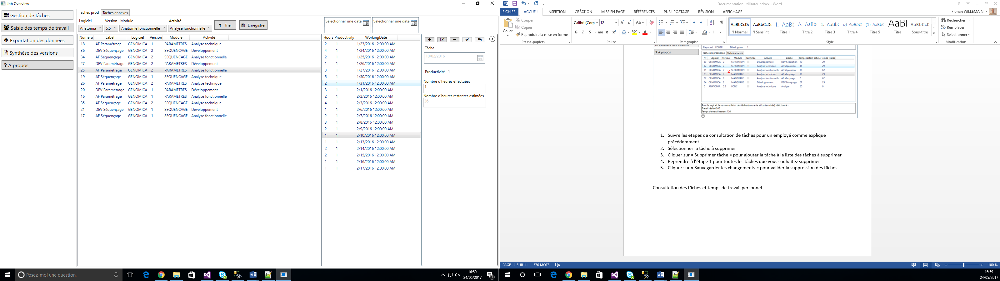 Job Overview
Gestion de tâches
Saisie des temps de travail
Exportation des données
Synthèse des versions
? A propos
Taches prod Taches annexes
Logiciel Version Module Activité
Anatomia 5.5 Anatomie fonctionnelle Analyse fonctionnelle Trier Enregistrer
Sélectionner une date 15 Sélectionner une date 15
Numero Label Logiciel Version Module Activité
18 AT Paramétrage GENOMICA 1 PARAMETRES Analyse technique
36 DEV Séquençage GENOMICA 2 SEQUENCAGE Développement
34 AF Séquençage GENOMICA 2 SEQUENCAGE Analyse fonctionnelle
27 DEV Paramétrage GENOMICA 2 PARAMETRES Développement
25 AF Paramétrage GENOMICA 2 PARAMETRES Analyse fonctionnelle
19 AT Séquençage GENOMICA 1 SEQUENCAGE Analyse technique
26 AT Paramétrage GENOMICA 2 PARAMETRES Analyse technique
20 DEV Paramétrage GENOMICA 1 PARAMETRES Développement
16 AF Paramétrage GENOMICA 1 PARAMETRES Analyse fonctionnelle
35 AT Séquençage GENOMICA 2 SEQUENCAGE Analyse technique
21 DEV Séquençage GENOMICA 1 SEQUENCAGE Développement
17 AF Séquençage GENOMICA 1 SEQUENCAGE Analyse fonctionnelle
Hours Productivity WorkingDate
2 1 1/23/2016 12:00:00 AM
4 1 1/24/2016 12:00:00 AM
2 1 1/25/2016 12:00:00 AM
1 1 1/26/2016 12:00:00 AM
3 1 1/27/2016 12:00:00 AM
5 1 1/30/2016 12:00:00 AM
2 1 1/31/2016 12:00:00 AM
3 1 2/1/2016 12:00:00 AM
2 1 2/2/2016 12:00:00 AM
4 1 2/3/2016 12:00:00 AM
1 1 2/6/2016 12:00:00 AM
2 1 2/7/2016 12:00:00 AM
3 1 2/8/2016 12:00:00 AM
2 1 2/9/2016 12:00:00 AM
1 1 2/10/2016 12:00:00 AM
1 1 2/13/2016 12:00:00 AM
2 1 2/14/2016 12:00:00 AM
2 1 2/15/2016 12:00:00 AM
1 1 2/16/2016 12:00:00 AM
1 1 2/17/2016 12:00:00 AM
Tâche
10/02/2016 15
Productivité 1
Nombre d'heures effectuées
1
Nombre d'heures restantes estimées
36
Posez-moi une question.
16:59
24/05/2017
1
Documentation utilisateur.docx - Word
FICHIER ACCUEIL INSERTION CRÉATION MISE EN PAGE RÉFÉRENCES PUBLIPOSTAGE RÉVISION AFFICHAGE
Florian WILLEMAIN
Coller
Couper
Copier
Reproduire la mise en forme
Presse-papiers
Calibri (Corp 12
G I S abc x₂ x²
Police
Paragraphe
AaBbCcDc AaBbCcDc 1. AaBt A. AaBb 1. AaBb( a) AaBbC (1) AaBbC AaBl AaBbCcD
¶ Normal ¶ Sans int... Titre 1 Titre 2 Titre 3 Titre 4 Titre 5 Titre Sous-titre
Style
Rechercher
Remplacer
Sélectionner
Modification
? A propos
Raymond FISHER Développeur 1
Tâches de production Tâches annexes
N° Logiciel Version Module Terminée Activité Libellé Temps restant estimé Temps réalisé
33 GENOMICA 2 SEPARATION Développement DEV Séparation 19 29
32 GENOMICA 2 SEPARATION Analyse technique AT Séparation 35 29
31 GENOMICA 2 SEPARATION Analyse fonctionnelle AF Séparation 18 62
2
23 GENOMICA 2 MARQUAGE Analyse technique AT Marquage 19 29
22 GENOMICA 2 MARQUAGE Analyse fonctionnelle AF Marquage 2 62
24 GENOMICA 2 MARQUAGE Développement DEV Marquage 27 29
0 ANATOMIA 5.5 FONC Analyse technique Analyse 20 0
Pour le logiciel, la version et l'état des tâches (courante et/ou terminée) séléctionné :
Travail réalisé 240
Temps de travail restant 120
1. Suivre les étapes de consultation de tâches pour un employé comme expliqué
précédemment
2. Sélectionner la tâche à supprimer
3. Cliquer sur « Supprimer tâche » pour ajouter la tâche à la liste des tâches à supprimer
4. Reprendre à l'étape 1 pour toutes les tâches que vous souhaitez supprimer
5. Cliquer sur « Sauvegarder les changements » pour valider la suppression des tâches
Consultation des tâches et temps de travail personnel
PAGE 11 SUR 11 570 MOTS
100 %
16:59
24/05/2017